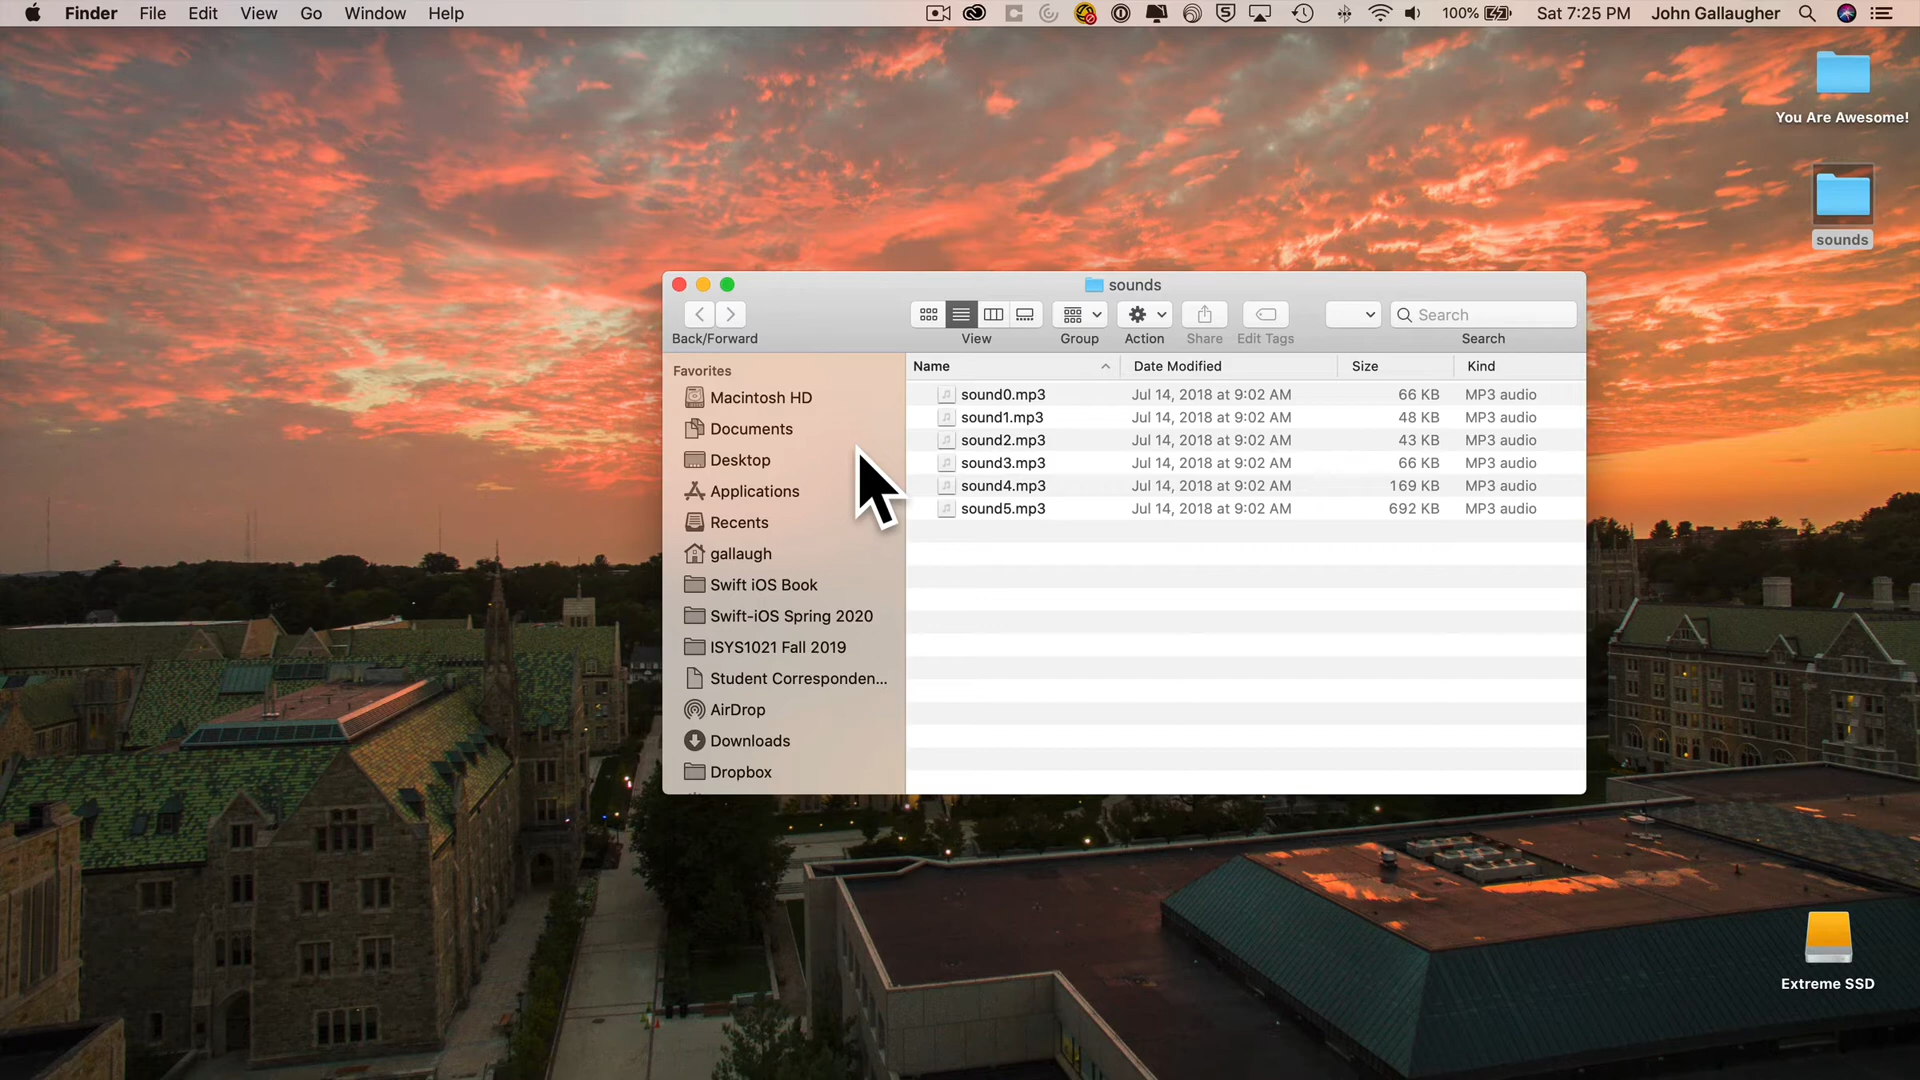 Finder File Edit View Go Window Help 100% Sat 7:25 PM John Gallaugher
You Are Awesome!
sounds
sounds
Search
Back/Forward View Group Action Share Edit Tags Search
Favorites
Macintosh HD
Documents
Desktop
Applications
Recents
gallaugh
Swift iOS Book
Swift-iOS Spring 2020
ISYS1021 Fall 2019
Student Corresponden...
AirDrop
Downloads
Dropbox
Name Date Modified Size Kind
sound0.mp3 Jul 14, 2018 at 9:02 AM 66 KB MP3 audio
sound1.mp3 Jul 14, 2018 at 9:02 AM 48 KB MP3 audio
sound2.mp3 Jul 14, 2018 at 9:02 AM 43 KB MP3 audio
sound3.mp3 Jul 14, 2018 at 9:02 AM 66 KB MP3 audio
sound4.mp3 Jul 14, 2018 at 9:02 AM 169 KB MP3 audio
sound5.mp3 Jul 14, 2018 at 9:02 AM 692 KB MP3 audio
Extreme SSD